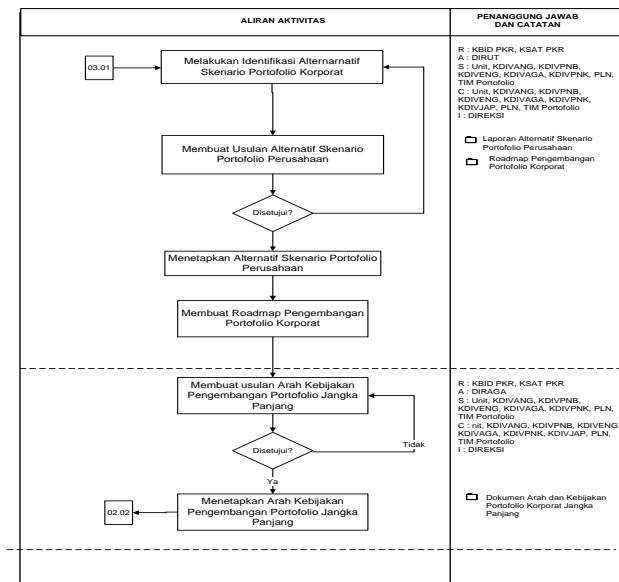 ALIRAN AKTIVITAS
PENANGGUNG JAWAB
DAN CATATAN
03.01
Melakukan Identifikasi Alternarnatif
Skenario Portofolio Korporat
Membuat Usulan Alternatif Skenario
Portofolio Perusahaan
Disetujui?
Menetapkan Alternatif Skenario Portofolio
Perusahaan
Membuat Roadmap Pengembangan
Portofolio Korporat
R : KBID PKR, KSAT PKR
A : DIRUT
S : Unit, KDIVANG, KDIVPNB,
KDIVENG, KDIVAGA, KDIVPNK, PLN,
TIM Portofolio
C : Unit, KDIVANG, KDIVPNB,
KDIVENG, KDIVAGA, KDIVPNK,
KDIVJAP, PLN, TIM Portofolio
I : DIREKSI
Laporan Alternatif Skenario
Portofolio Perusahaan
Roadmap Pengembangan
Portofolio Korporat
Membuat usulan Arah Kebijakan
Pengembangan Portofolio Jangka
Panjang
Disetujui?
Tidak
Ya
02.02
Menetapkan Arah Kebijakan
Pengembangan Portofolio Jangka
Panjang
R : KBID PKR, KSAT PKR
A : DIRAGA
S : Unit, KDIVANG, KDIVPNB,
KDIVENG, KDIVAGA, KDIVPNK, PLN,
TIM Portofolio
C : nit, KDIVANG, KDIVPNB, KDIVENG,
KDIVAGA, KDIVPNK, KDIVJAP, PLN,
TIM Portofolio
I : DIREKSI
Dokumen Arah dan Kebijakan
Portofolio Korporat Jangka
Panjang